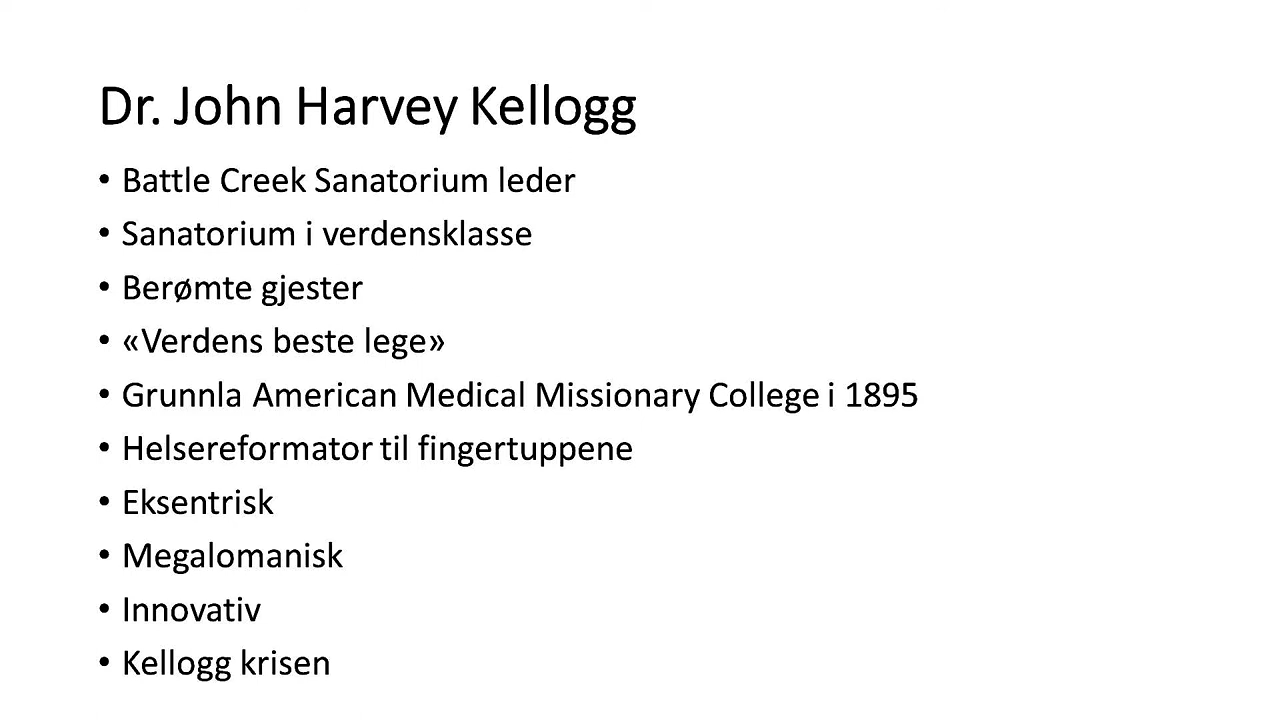 Dr. John Harvey Kellogg
• Battle Creek Sanatorium leder
• Sanatorium i verdensklasse
• Berømte gjester
• «Verdens beste lege»
• Grunnla American Medical Missionary College i 1895
• Helsereformator til fingertuppene
• Eksentrisk
• Megalomanisk
• Innovativ
• Kellogg krisen